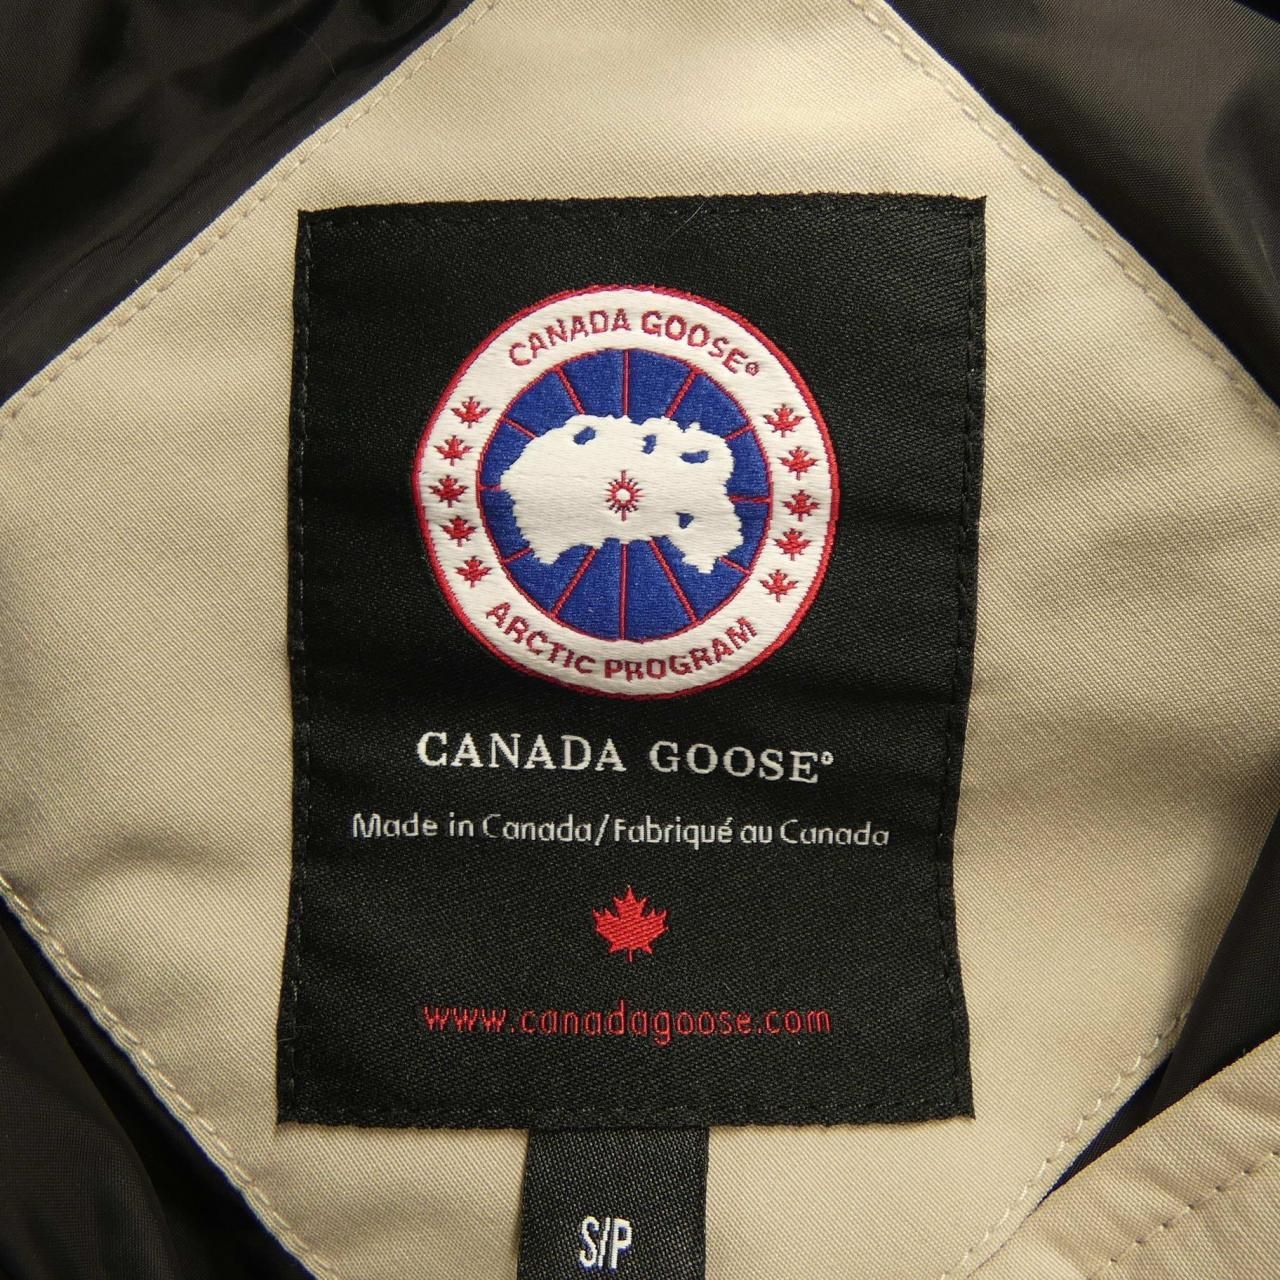 CANADA GOOSE®
ARCTIC PROGRAM
CANADA GOOSE®
Made in Canada/Fabriqué au Canada
www.canadagoose.com
S/P